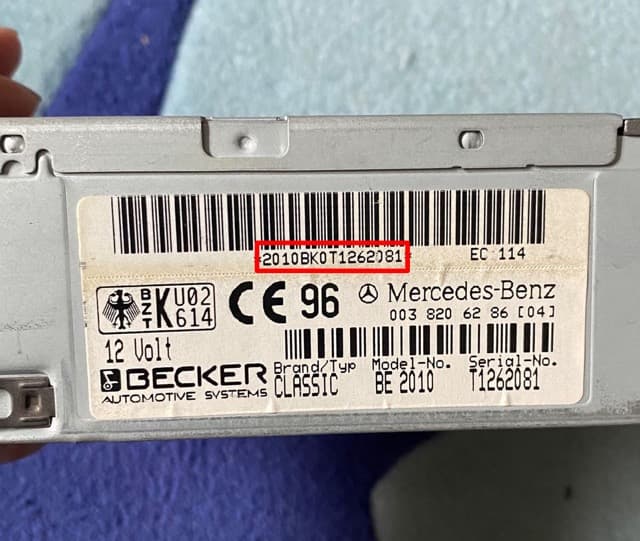 *2010BK0T1262081*
EC 114
BZT K U02 614
CE 96
Mercedes-Benz
003 820 62 86 [04]
12 Volt
BECKER
AUTOMOTIVE SYSTEMS
Brand/Typ Model-No. Serial-No.
CLASSIC BE 2010 T1262081